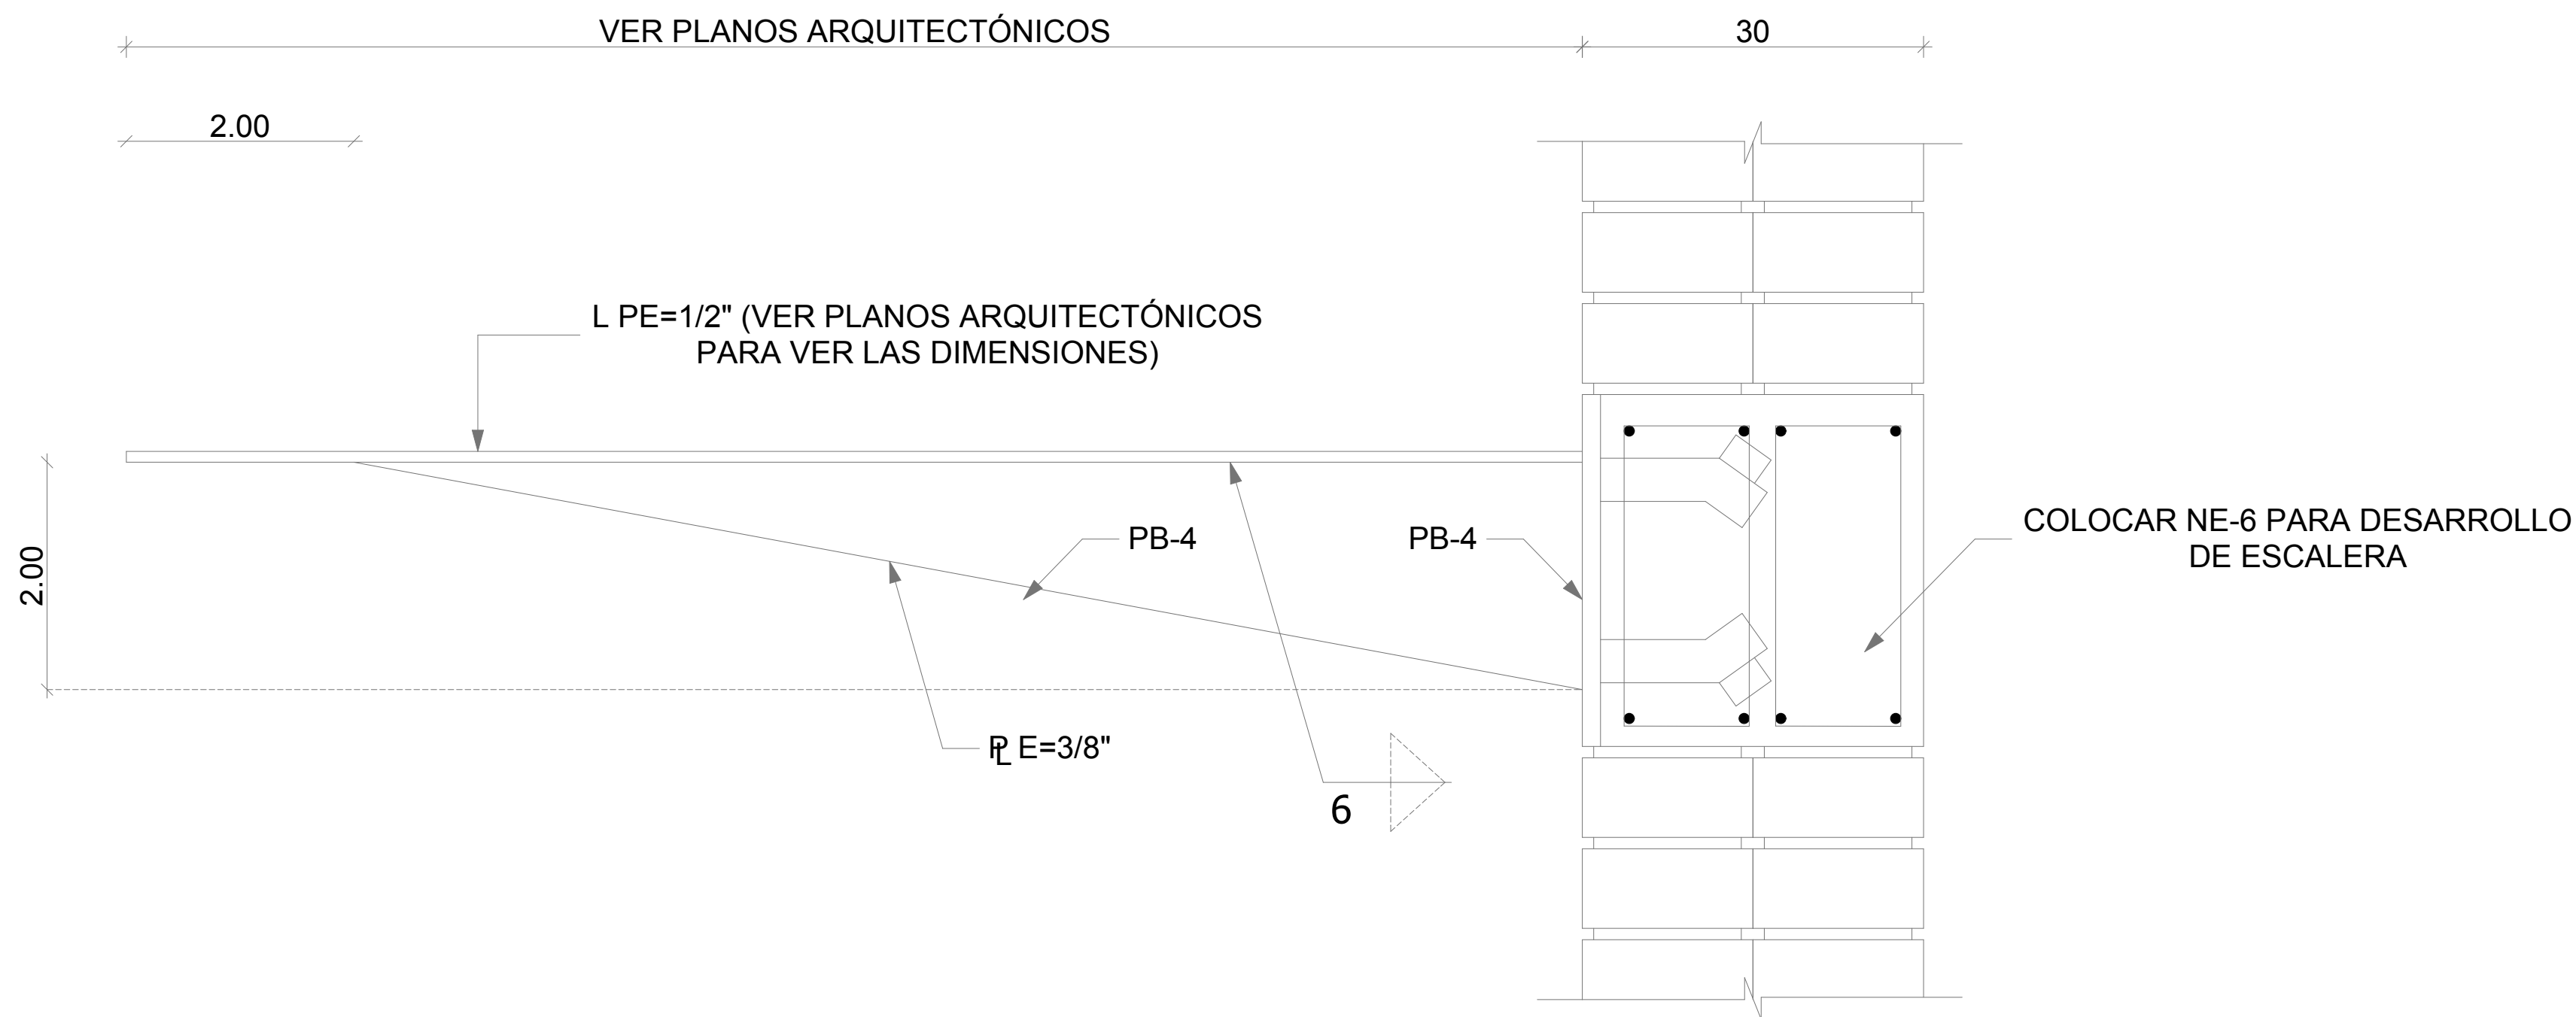 VER PLANOS ARQUITECTÓNICOS
30
2.00
L PE=1/2" (VER PLANOS ARQUITECTÓNICOS
PARA VER LAS DIMENSIONES)
PB-4
PB-4
COLOCAR NE-6 PARA DESARROLLO
DE ESCALERA
2.00
PL E=3/8"
6